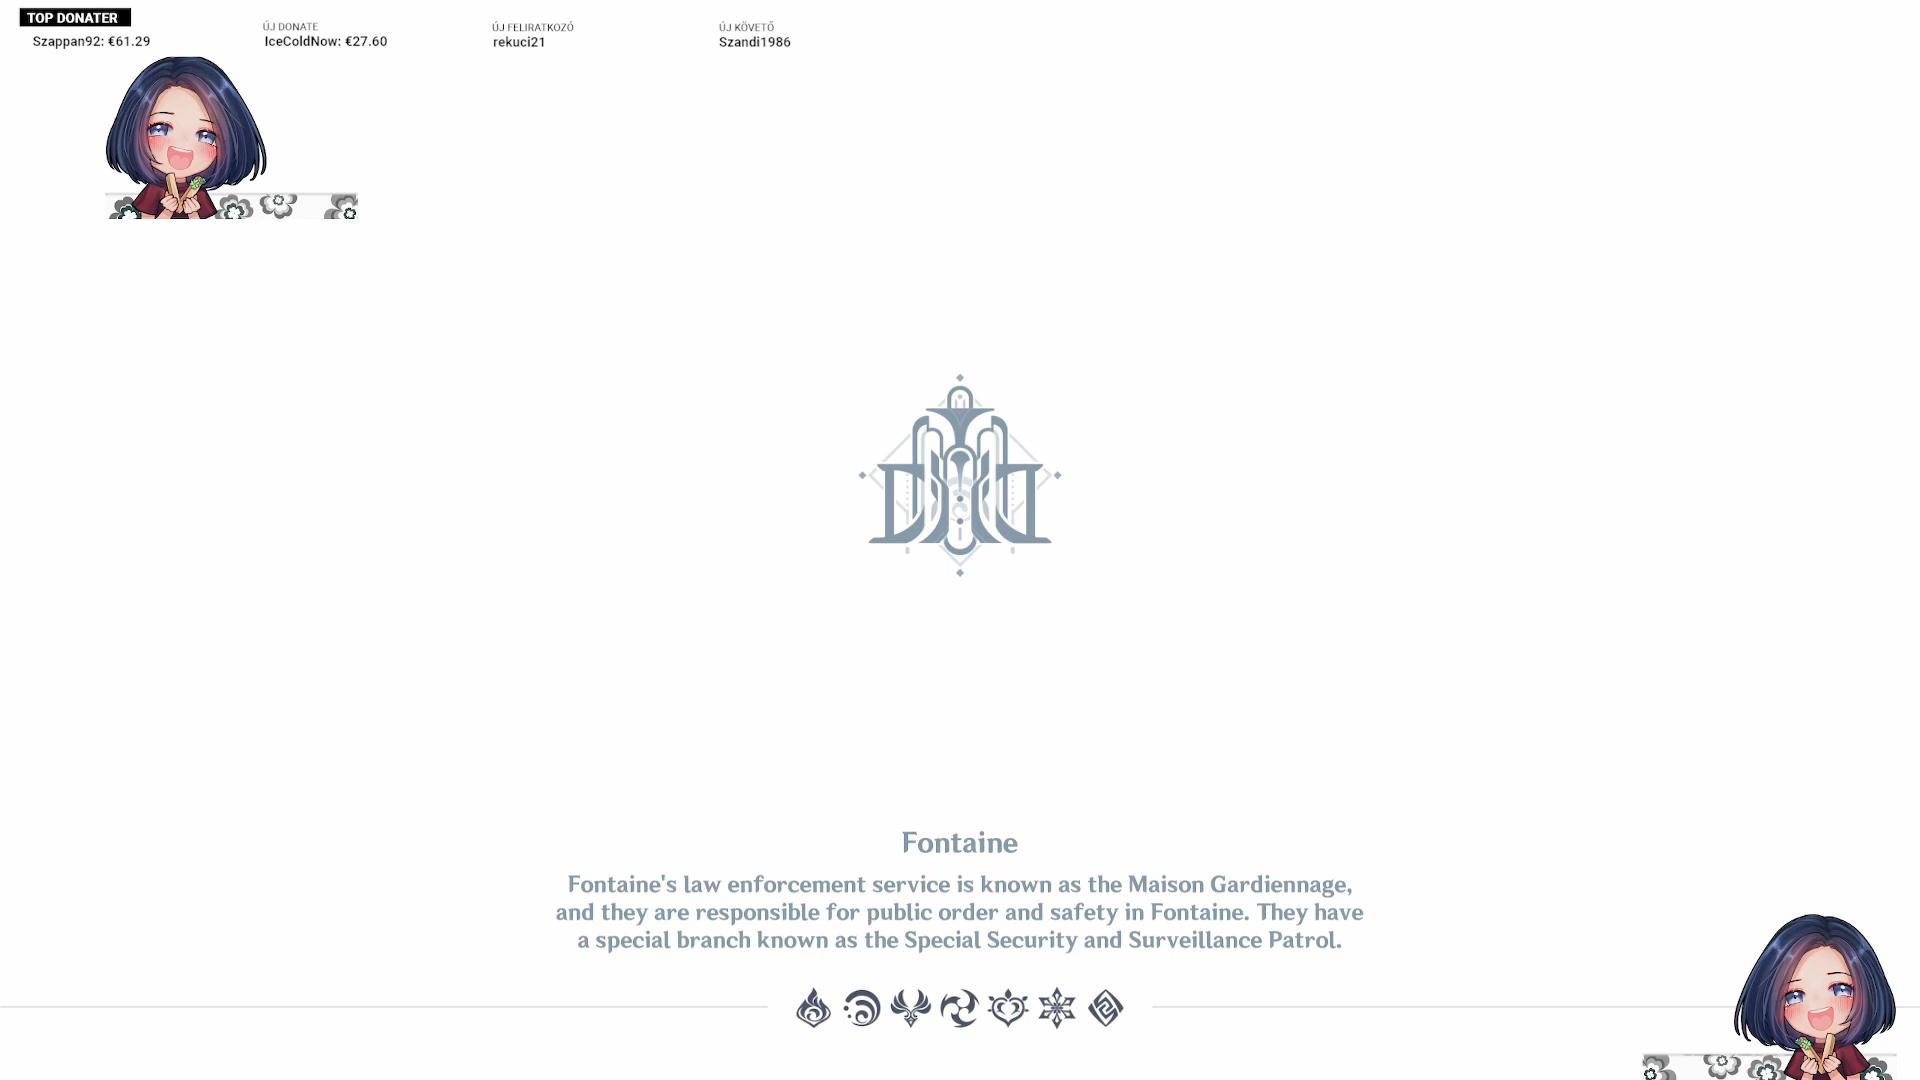 TOP DONATER
Szappan92: €61.29
ÚJ DONATE
IceColdNow: €27.60
ÚJ FELIRATKOZÓ
rekuci21
ÚJ KÖVETŐ
Szandi1986
Fontaine
Fontaine's law enforcement service is known as the Maison Gardiennage,
and they are responsible for public order and safety in Fontaine. They have
a special branch known as the Special Security and Surveillance Patrol.